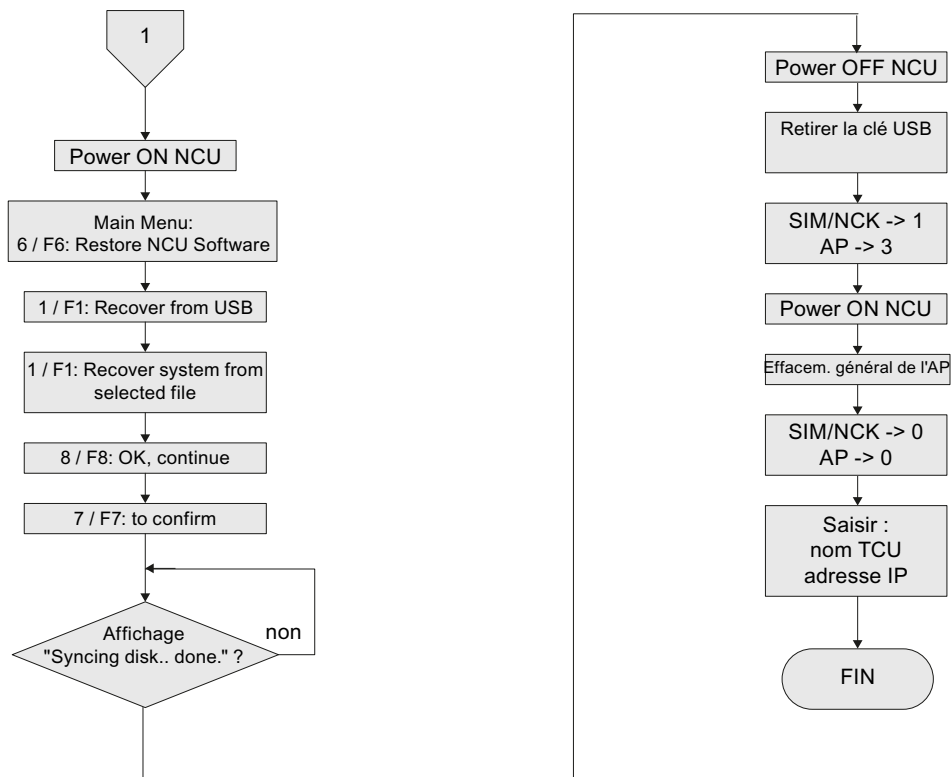 1
Power ON NCU
Main Menu:
6 / F6: Restore NCU Software
1 / F1: Recover from USB
1 / F1: Recover system from
selected file
8 / F8: OK, continue
7 / F7: to confirm
Affichage
"Syncing disk.. done." ?
non
Power OFF NCU
Retirer la clé USB
SIM/NCK -> 1
AP -> 3
Power ON NCU
Effacem. général de l'AP
SIM/NCK -> 0
AP -> 0
Saisir :
nom TCU
adresse IP
FIN